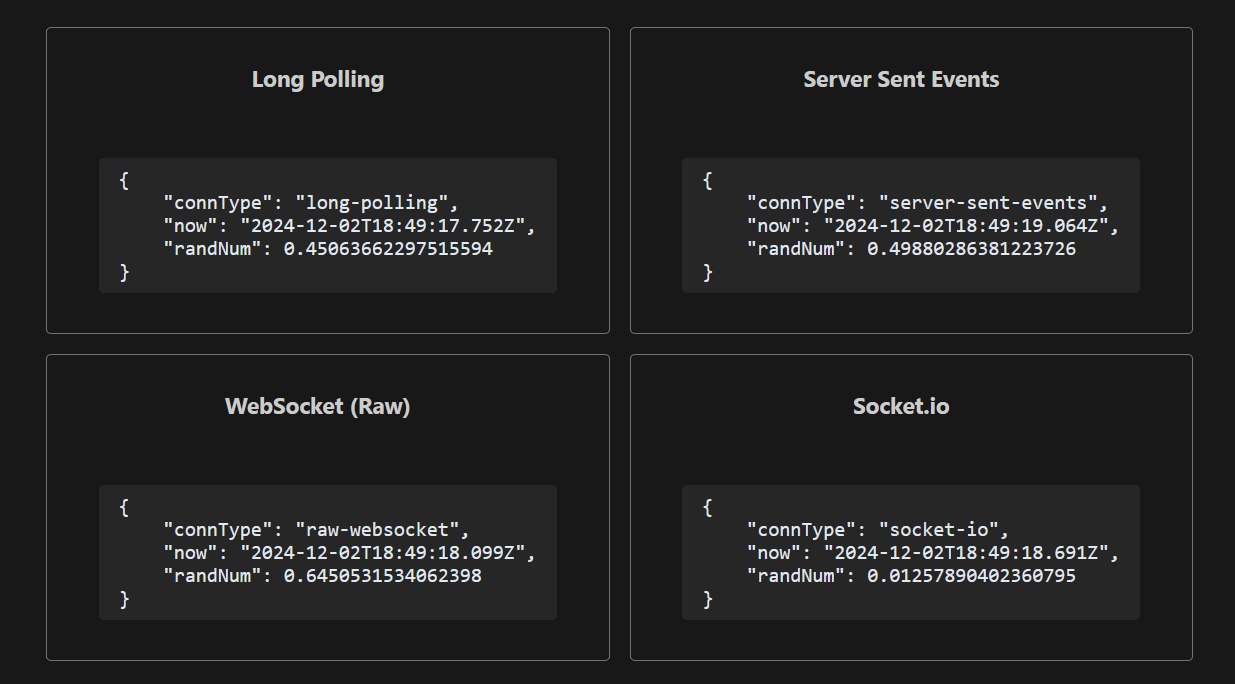 Long Polling
{
    "connType": "long-polling",
    "now": "2024-12-02T18:49:17.752Z",
    "randNum": 0.45063662297515594
}
Server Sent Events
{
    "connType": "server-sent-events",
    "now": "2024-12-02T18:49:19.064Z",
    "randNum": 0.49880286381223726
}
WebSocket (Raw)
{
    "connType": "raw-websocket",
    "now": "2024-12-02T18:49:18.099Z",
    "randNum": 0.6450531534062398
}
Socket.io
{
    "connType": "socket-io",
    "now": "2024-12-02T18:49:18.691Z",
    "randNum": 0.01257890402360795
}